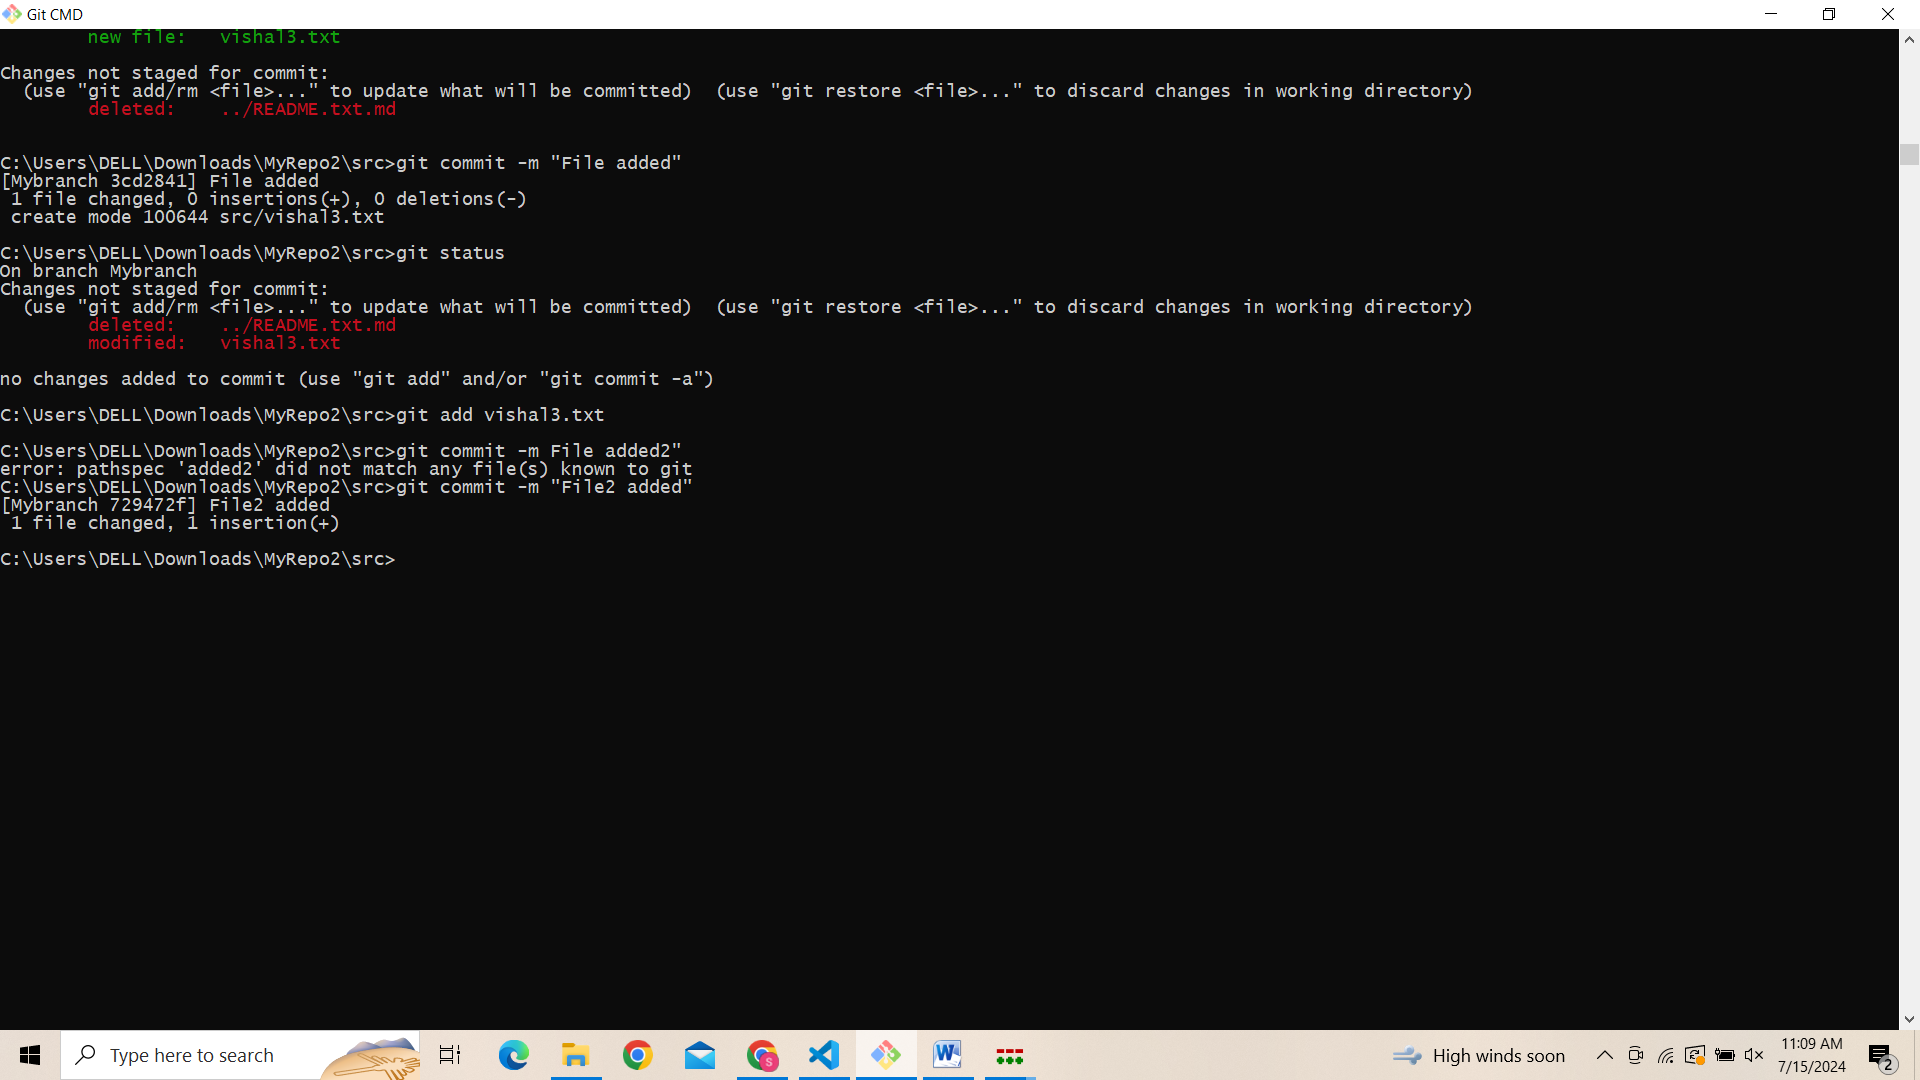 Git CMD
new file: vishal3.txt
Changes not staged for commit:
(use "git add/rm <file>..." to update what will be committed) (use "git restore <file>..." to discard changes in working directory)
deleted: ../README.txt.md
C:\Users\DELL\Downloads\MyRepo2\src>git commit -m "File added"
[Mybranch 3cd2841] File added
1 file changed, 0 insertions(+), 0 deletions(-)
create mode 100644 src/vishal3.txt
C:\Users\DELL\Downloads\MyRepo2\src>git status
On branch Mybranch
Changes not staged for commit:
(use "git add/rm <file>..." to update what will be committed) (use "git restore <file>..." to discard changes in working directory)
deleted: ../README.txt.md
modified: vishal3.txt
no changes added to commit (use "git add" and/or "git commit -a")
C:\Users\DELL\Downloads\MyRepo2\src>git add vishal3.txt
C:\Users\DELL\Downloads\MyRepo2\src>git commit -m File added2"
error: pathspec 'added2' did not match any file(s) known to git
C:\Users\DELL\Downloads\MyRepo2\src>git commit -m "File2 added"
[Mybranch 729472f] File2 added
1 file changed, 1 insertion(+)
C:\Users\DELL\Downloads\MyRepo2\src>
Type here to search
S
W
High winds soon
11:09 AM
7/15/2024
2